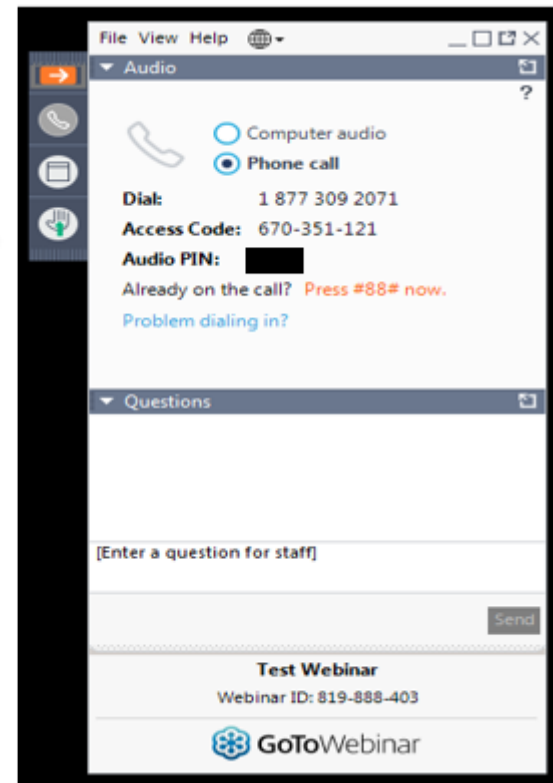 File View Help
Audio
?
Computer audio
Phone call
Dial: 1 877 309 2071
Access Code: 670-351-121
Audio PIN:
Already on the call? Press #88# now.
Problem dialing in?
Questions
[Enter a question for staff]
Send
Test Webinar
Webinar ID: 819-888-403
GoToWebinar